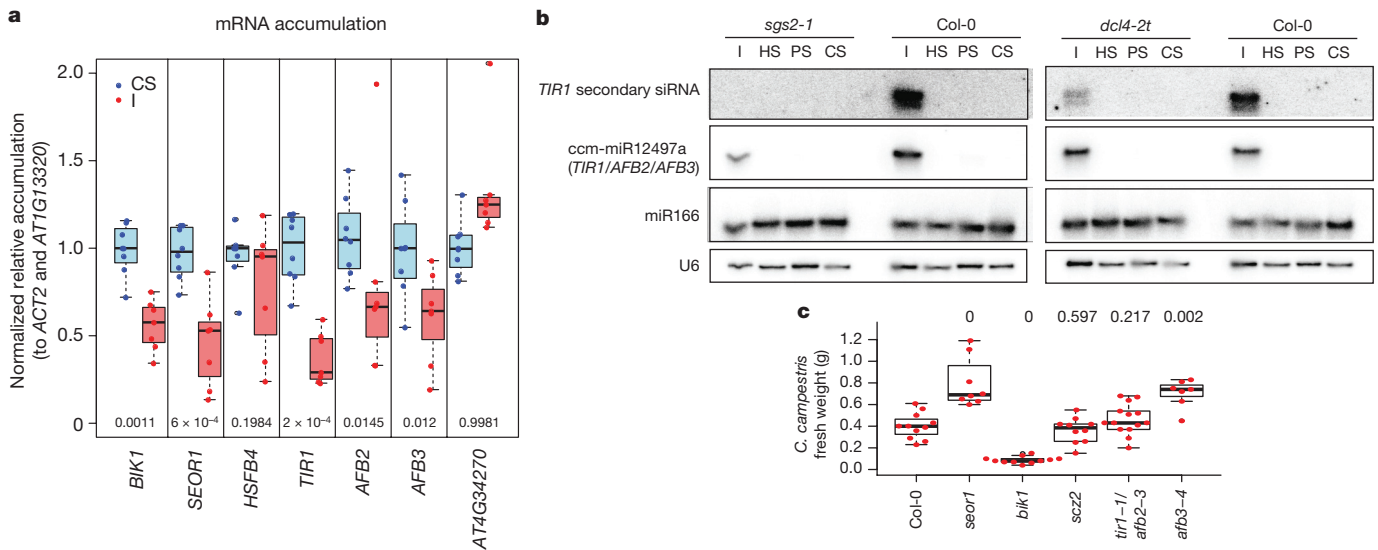 a
mRNA accumulation
Normalized relative accumulation
(to ACT2 and AT1G13320)
2.0
1.5
1.0
0.5
0
CS
I
0.0011 6 × 10⁻⁴ 0.1984 2 × 10⁻⁴ 0.0145 0.012 0.9981
BIK1 SEOR1 HSFB4 TIR1 AFB2 AFB3 AT4G34270
b
sgs2-1 Col-0 dcl4-2t Col-0
I HS PS CS I HS PS CS I HS PS CS I HS PS CS
TIR1 secondary siRNA
ccm-miR12497a
(TIR1/AFB2/AFB3)
miR166
U6
c
0 0 0.597 0.217 0.002
C. campestris
fresh weight (g)
1.2
1.0
0.8
0.6
0.4
0.2
0.0
Col-0 seor1 bik1 scz2 tir1–1/ afb3–4
afb2–3